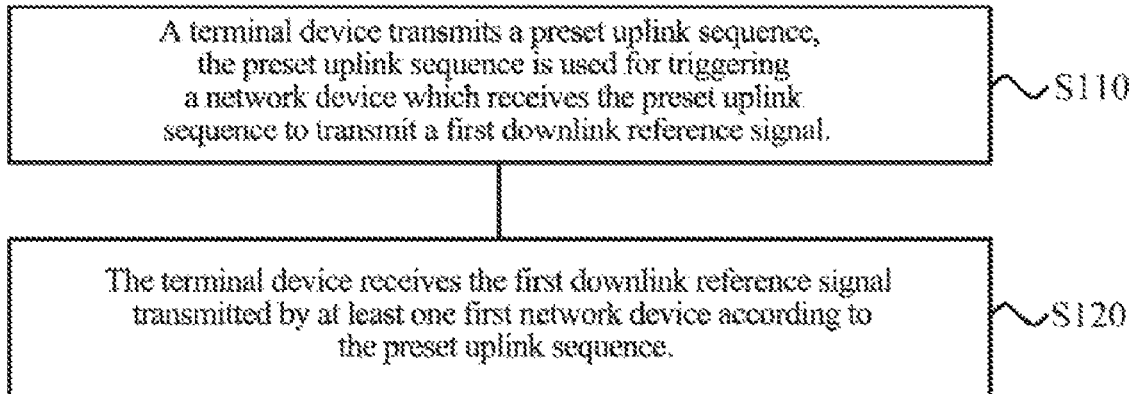 A terminal device transmits a preset uplink sequence,
the preset uplink sequence is used for triggering
a network device which receives the preset uplink
sequence to transmit a first downlink reference signal.
S110
The terminal device receives the first downlink reference signal
transmitted by at least one first network device according to
the preset uplink sequence.
S120